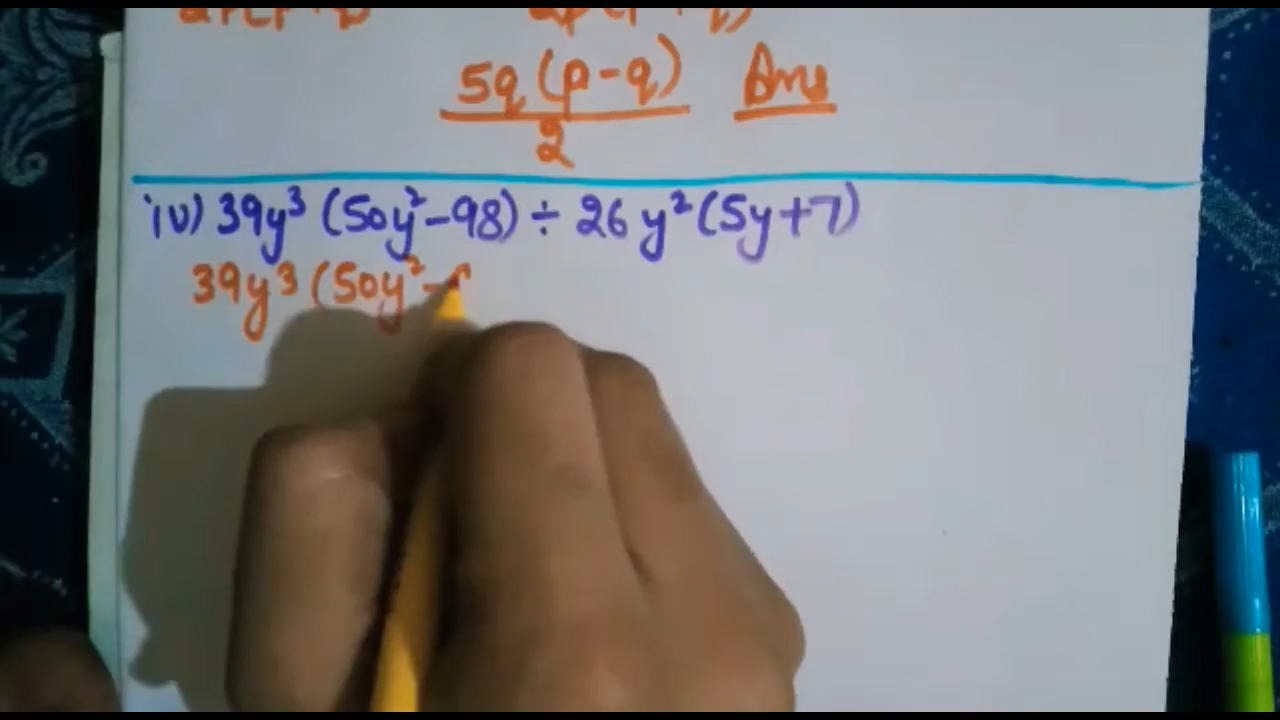 5q(p-q) Ans
2
iv) 39y³ (50y²-98) ÷ 26 y² (5y+7)
39y³ (50y²-